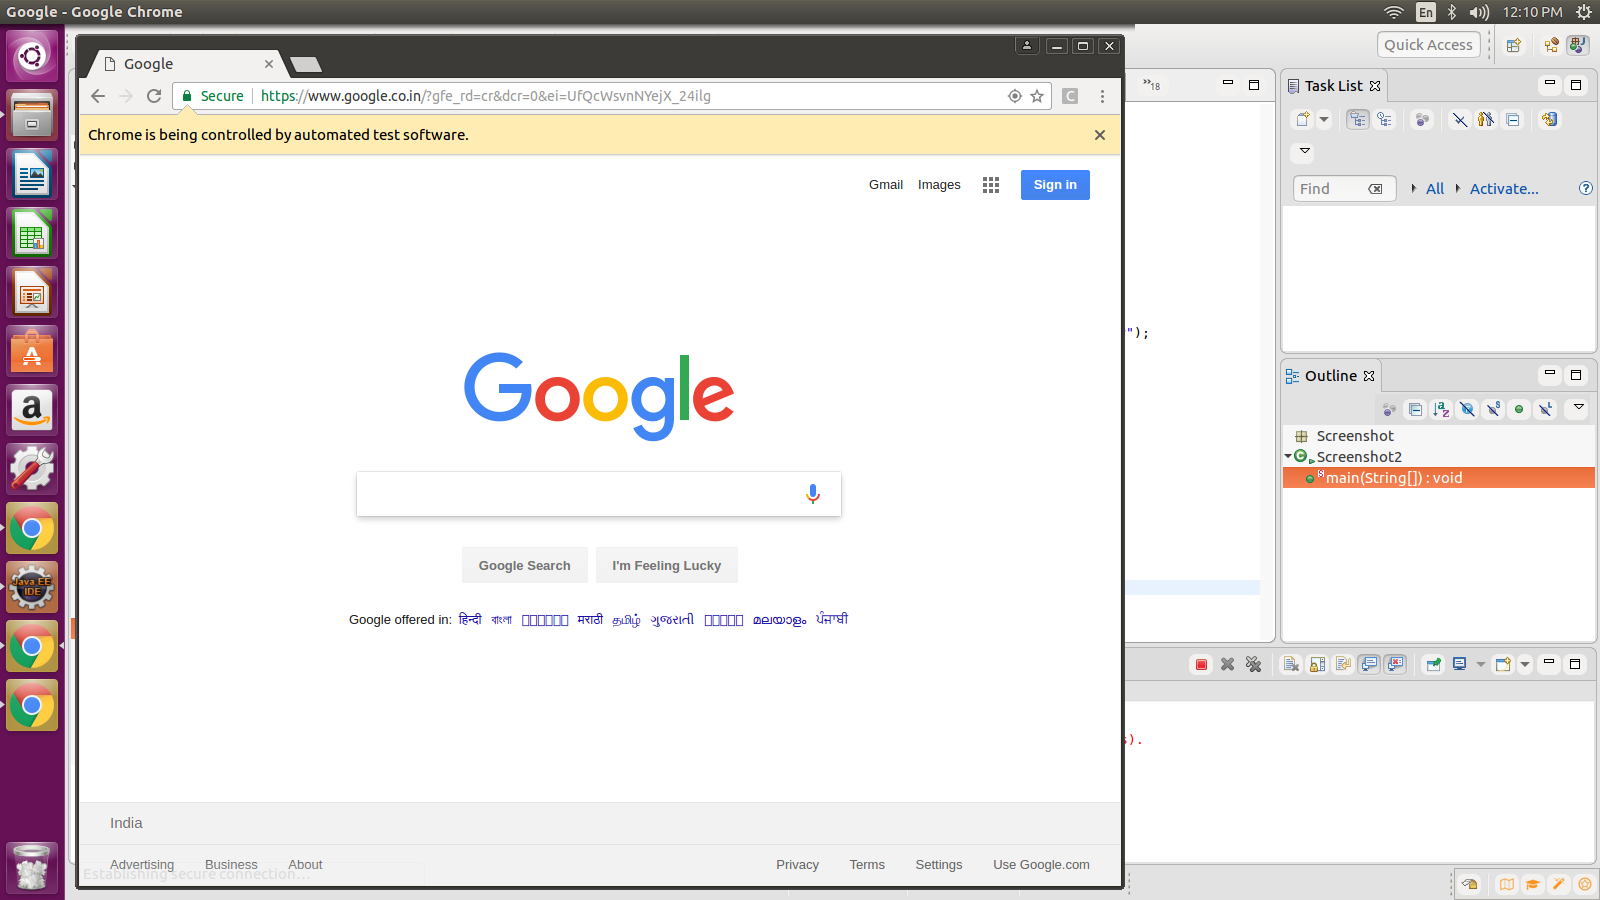 Google - Google Chrome
En
12:10 PM
Google
Quick Access
Secure
https://www.google.co.in/?gfe_rd=cr&dcr=0&ei=UfQcWsvnNYejX_24ilg
C
Chrome is being controlled by automated test software.
Gmail Images
Sign in
Google
Google Search I'm Feeling Lucky
Google offered in: हिन्दी বাংলা मराठी தமிழ் ગુજરાતી മലയാളം ਪੰਜਾਬੀ
India
Advertising Business About
Privacy Terms Settings Use Google.com
Establishing secure connection...
Java EE
IDE
18
");
s).
Task List
Find
All
Activate...
Outline
Screenshot
Screenshot2
main(String[]) : void